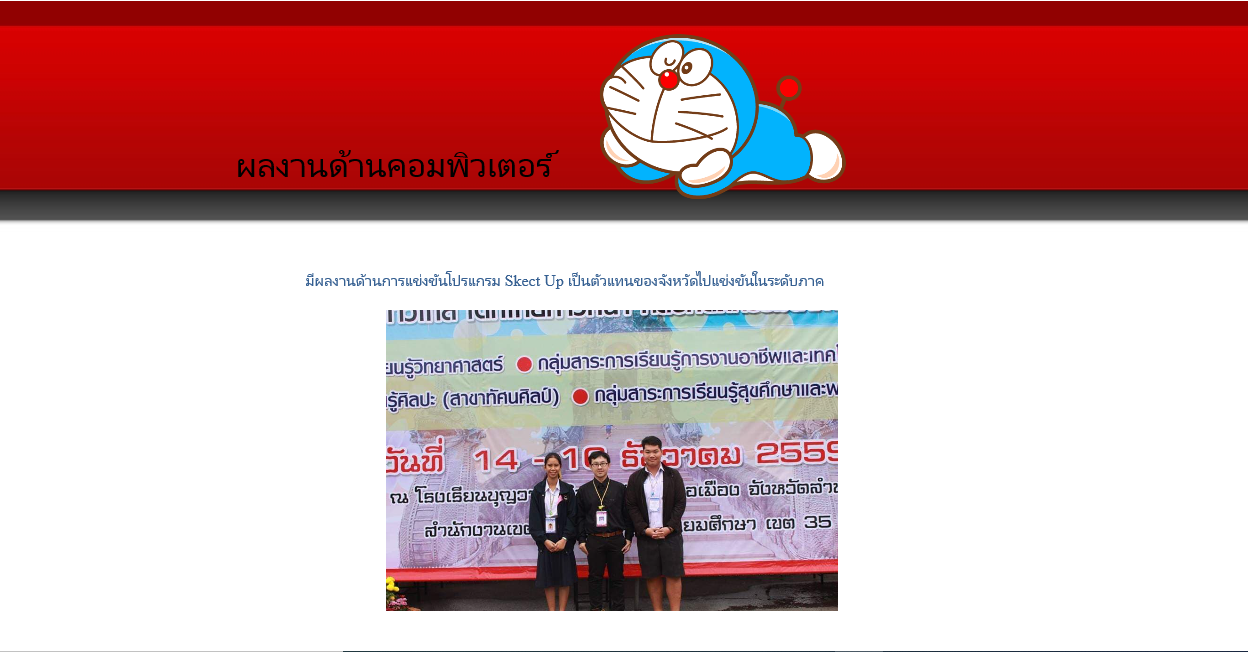 ผลงานด้านคอมพิวเตอร์
มีผลงานด้านการแข่งขันโปรแกรม Skect Up เป็นตัวแทนของจังหวัดไปแข่งขันในระดับภาค
ยนรู้วิทยาศาสตร์ ● กลุ่มสาระการเรียนรู้การงานอาชีพและเทคโ
รู้ศิลปะ (สาขาทัศนศิลป์) ● กลุ่มสาระการเรียนรู้สุขศึกษาและพ
วันที่ 14 - ธันวาคม 2559
ณ โรงเรียนบุญวา อเมือง จังหวัดลำ
สำนักงานเขต ยมศึกษา เขต 35